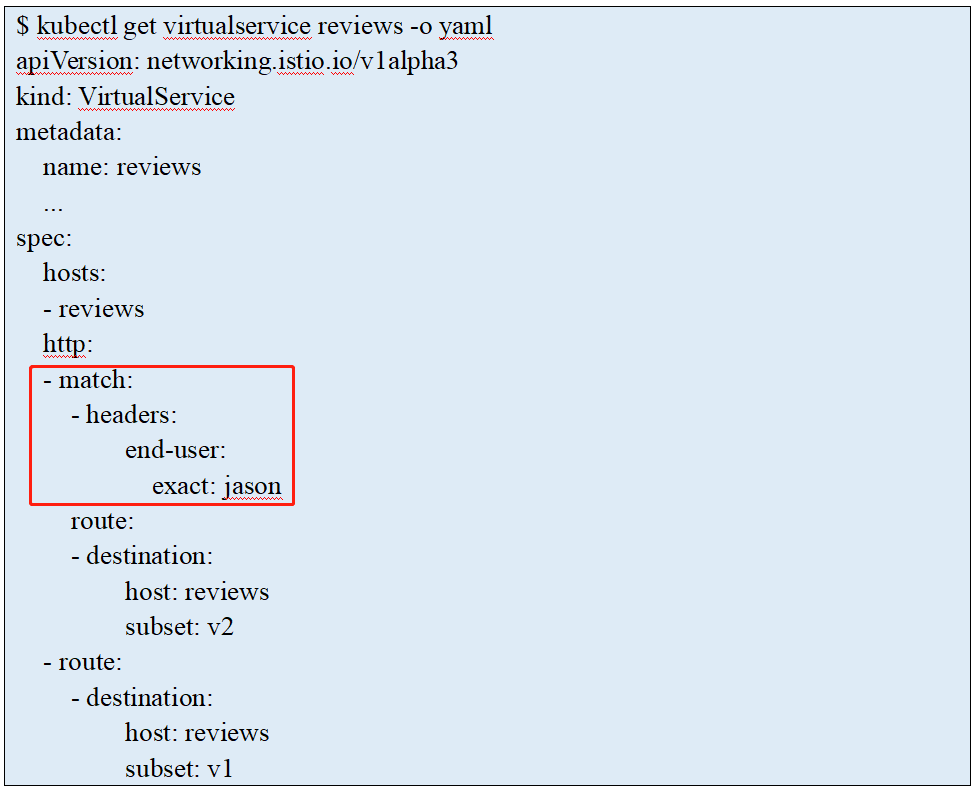 $ kubectl get virtualservice reviews -o yaml
apiVersion: networking.istio.io/v1alpha3
kind: VirtualService
metadata:
name: reviews
...
spec:
hosts:
- reviews
http:
- match:
- headers:
end-user:
exact: jason
route:
- destination:
host: reviews
subset: v2
- route:
- destination:
host: reviews
subset: v1